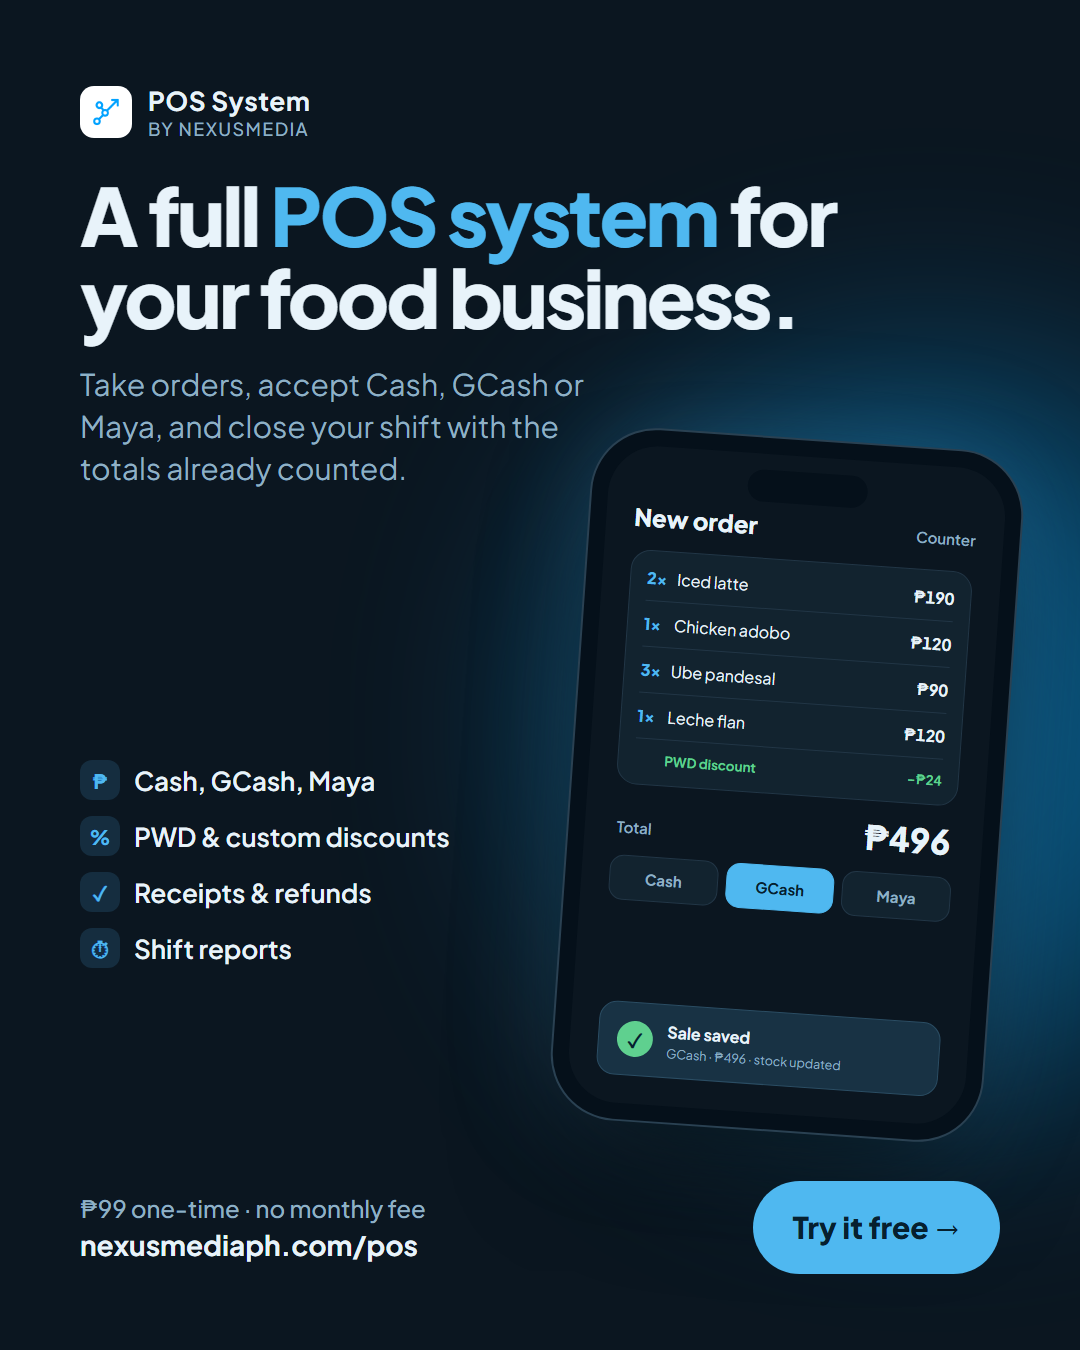 POS System
BY NEXUSMEDIA
A full POS system for
your food business.
Take orders, accept Cash, GCash or
Maya, and close your shift with the
totals already counted.
New order
Counter
2× Iced latte ₱190
1× Chicken adobo ₱120
3× Ube pandesal ₱90
1× Leche flan ₱120
PWD discount −₱24
Total ₱496
Cash GCash Maya
Sale saved
GCash · ₱496 · stock updated
₱ Cash, GCash, Maya
% PWD & custom discounts
✓ Receipts & refunds
⏱ Shift reports
₱99 one-time · no monthly fee
nexusmediaph.com/pos
Try it free →